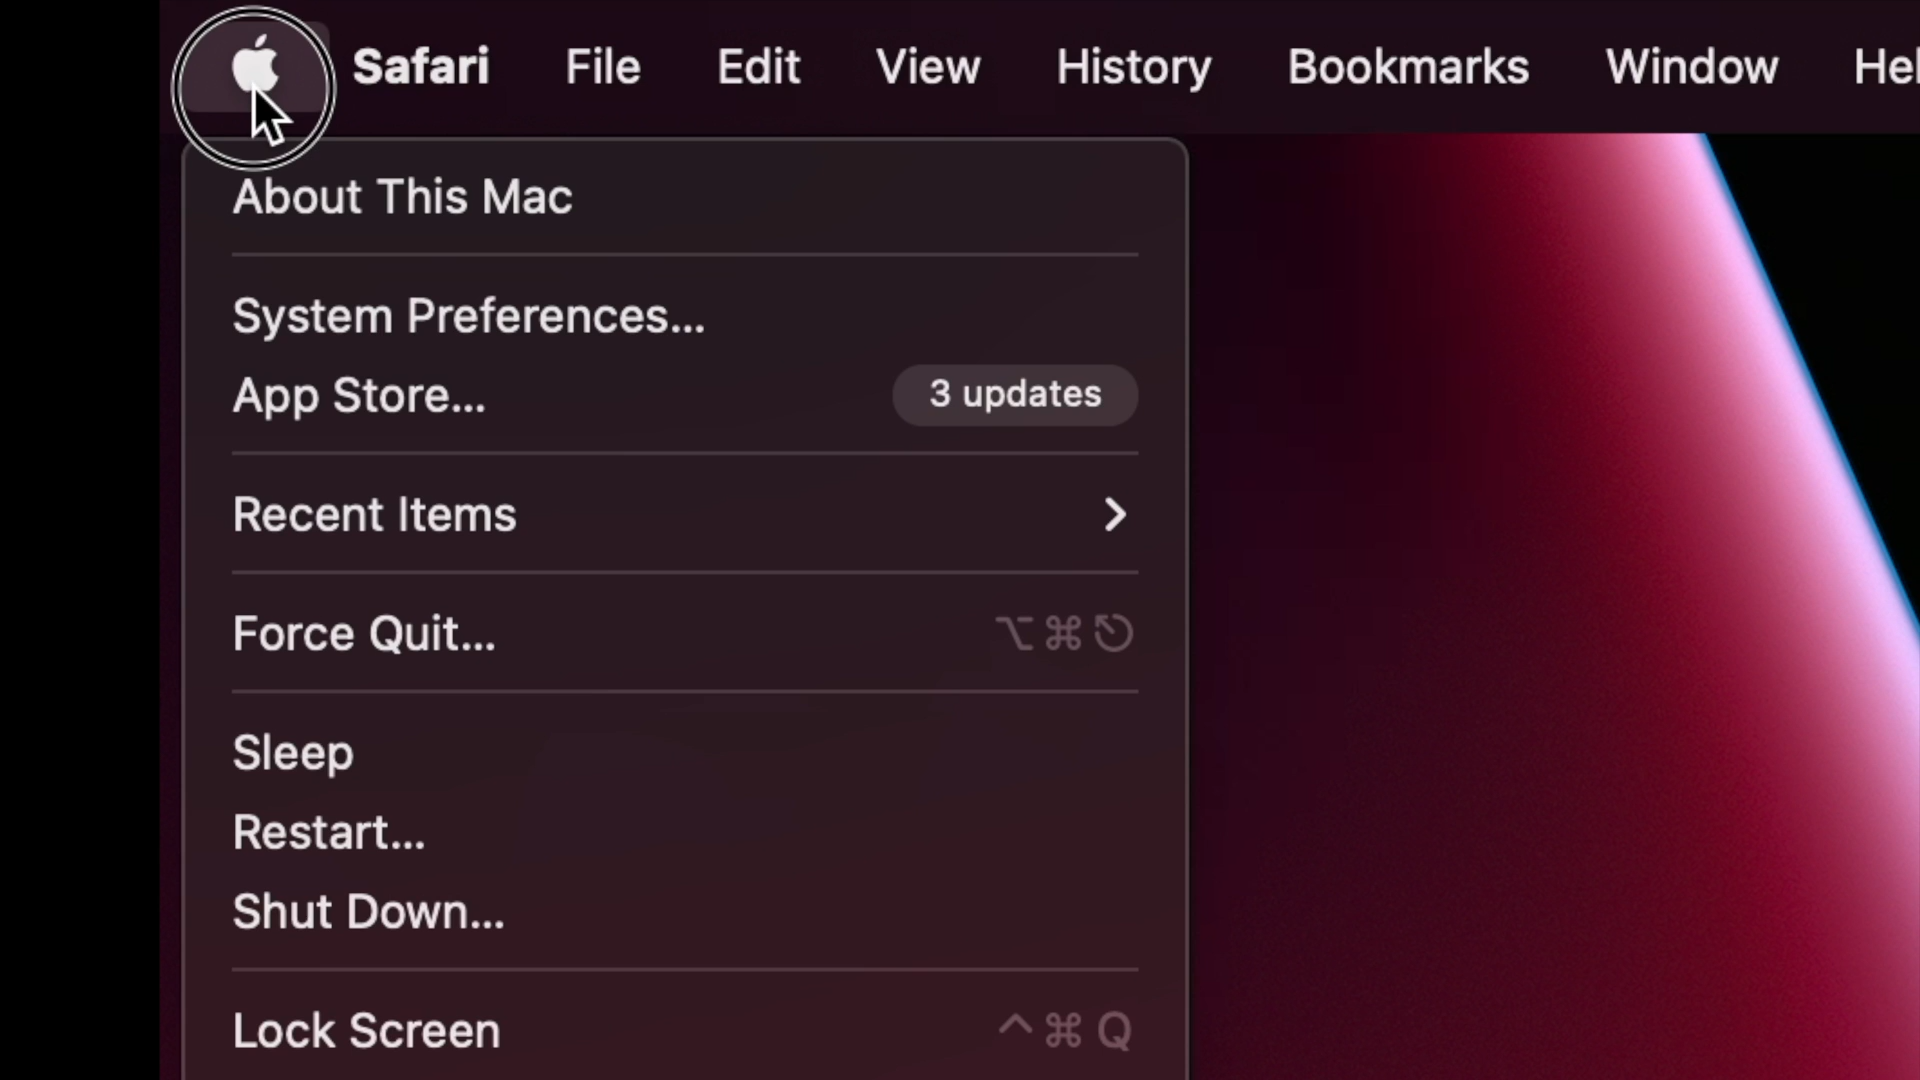 Safari File Edit View History Bookmarks Window Hel
About This Mac
System Preferences...
App Store... 3 updates
Recent Items
Force Quit... ⌥⌘⎋
Sleep
Restart...
Shut Down...
Lock Screen ^⌘Q